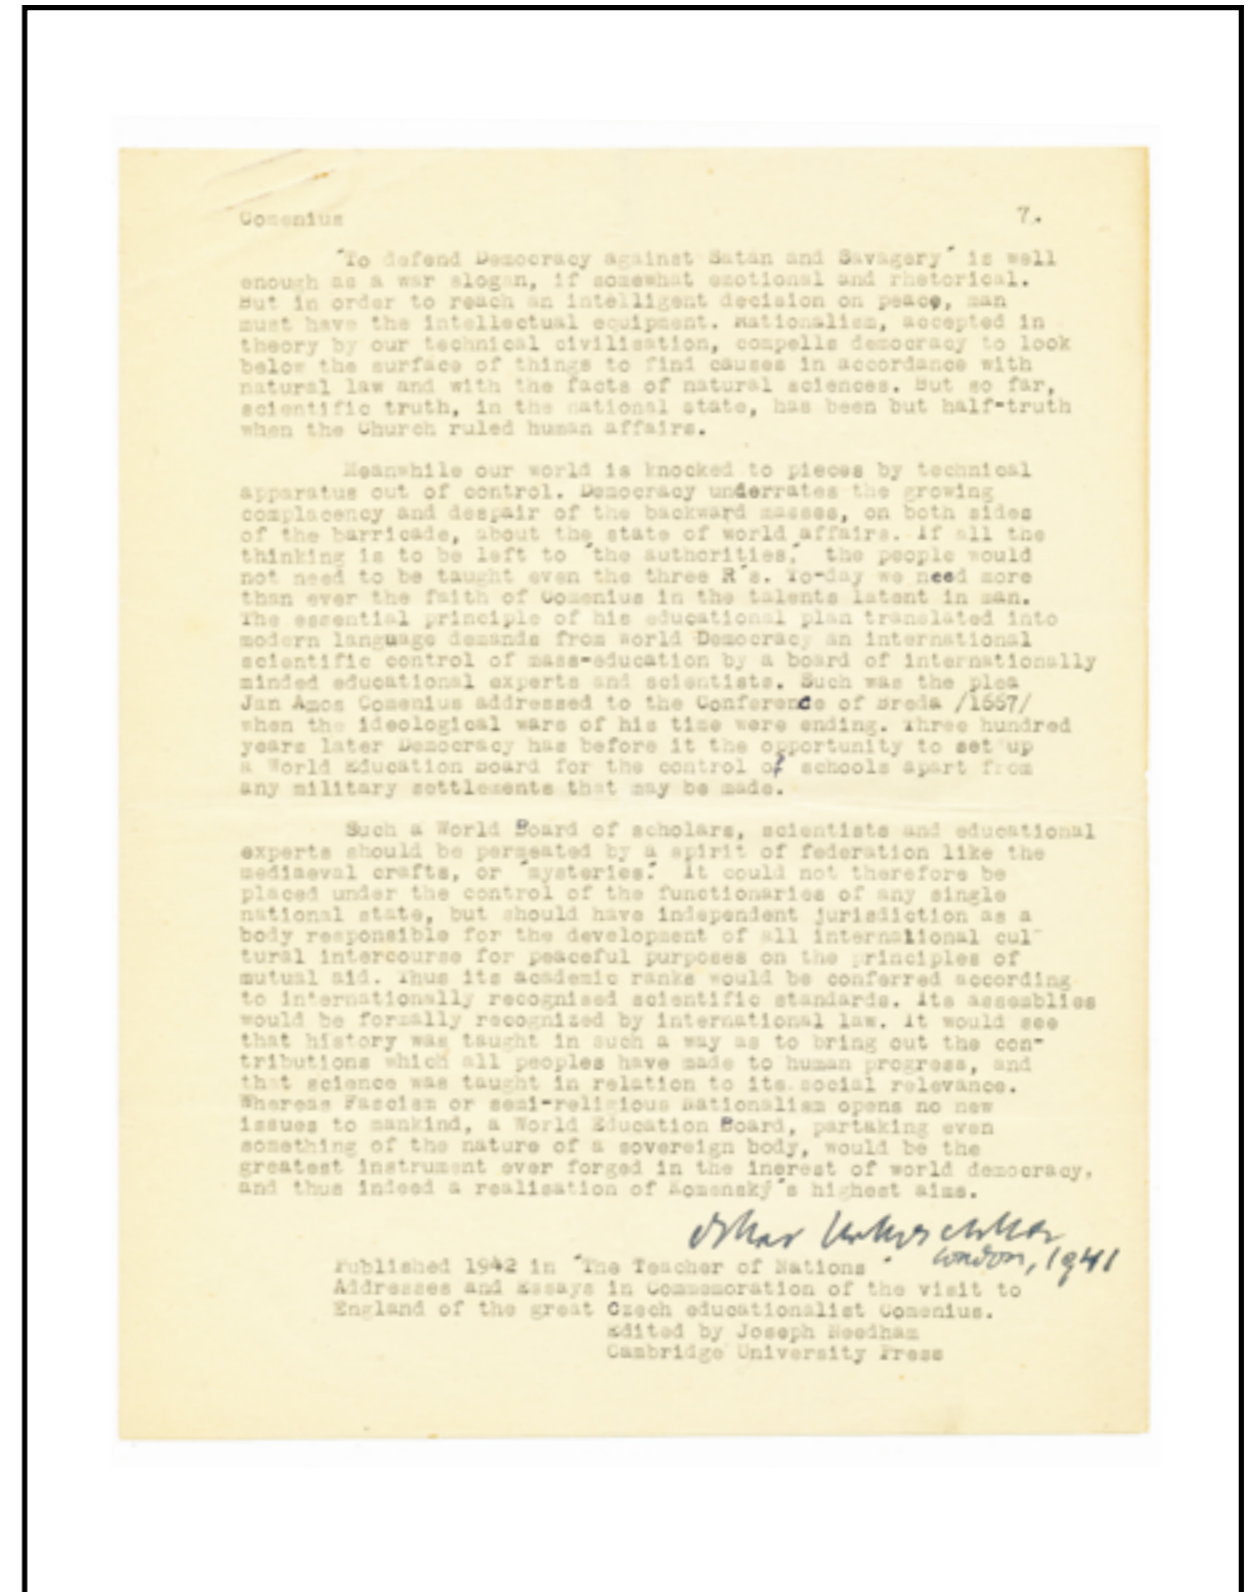 Comenius 7.
"To defend Democracy against Satan and Savagery" is well
enough as a war slogan, if somewhat emotional and rhetorical.
But in order to reach an intelligent decision on peace, man
must have the intellectual equipment. Rationalism, accepted in
theory by our technical civilisation, compells democracy to look
below the surface of things to find causes in accordance with
natural law and with the facts of natural sciences. But so far,
scientific truth, in the national state, has been but half-truth
when the Church ruled human affairs.
Meanwhile our world is knocked to pieces by technical
apparatus out of control. Democracy underrates the growing
complacency and despair of the backward masses, on both sides
of the barricade, about the state of world affairs. If all the
thinking is to be left to "the authorities," the people would
not need to be taught even the three R's. To-day we need more
than ever the faith of Comenius in the talents latent in man.
The essential principle of his educational plan translated into
modern language demands from world Democracy an international
scientific control of mass-education by a board of internationally
minded educational experts and scientists. Such was the plea
Jan Amos Comenius addressed to the Conference of Breda /1667/
when the ideological wars of his time were ending. Three hundred
years later Democracy has before it the opportunity to set up
a World Education Board for the control of schools apart from
any military settlements that may be made.
Such a World Board of scholars, scientists and educational
experts should be permeated by a spirit of federation like the
mediaeval crafts, or "mysteries." It could not therefore be
placed under the control of the functionaries of any single
national state, but should have independent jurisdiction as a
body responsible for the development of all international cul-
tural intercourse for peaceful purposes on the principles of
mutual aid. Thus its academic ranks would be conferred according
to internationally recognised scientific standards. Its assemblies
would be formally recognized by international law. It would see
that history was taught in such a way as to bring out the con-
tributions which all peoples have made to human progress, and
that science was taught in relation to its social relevance.
Whereas Fascism or semi-religious Nationalism opens no new
issues to mankind, a World Education Board, partaking even
something of the nature of a sovereign body, would be the
greatest instrument ever forged in the inerest of world democracy,
and thus indeed a realisation of Komenský's highest aims.
Oskar Kokoschka
London, 1941
Published 1942 in "The Teacher of Nations"
Addresses and Essays in Commemoration of the visit to
England of the great Czech educationalist Comenius.
Edited by Joseph Needham
Cambridge University Press